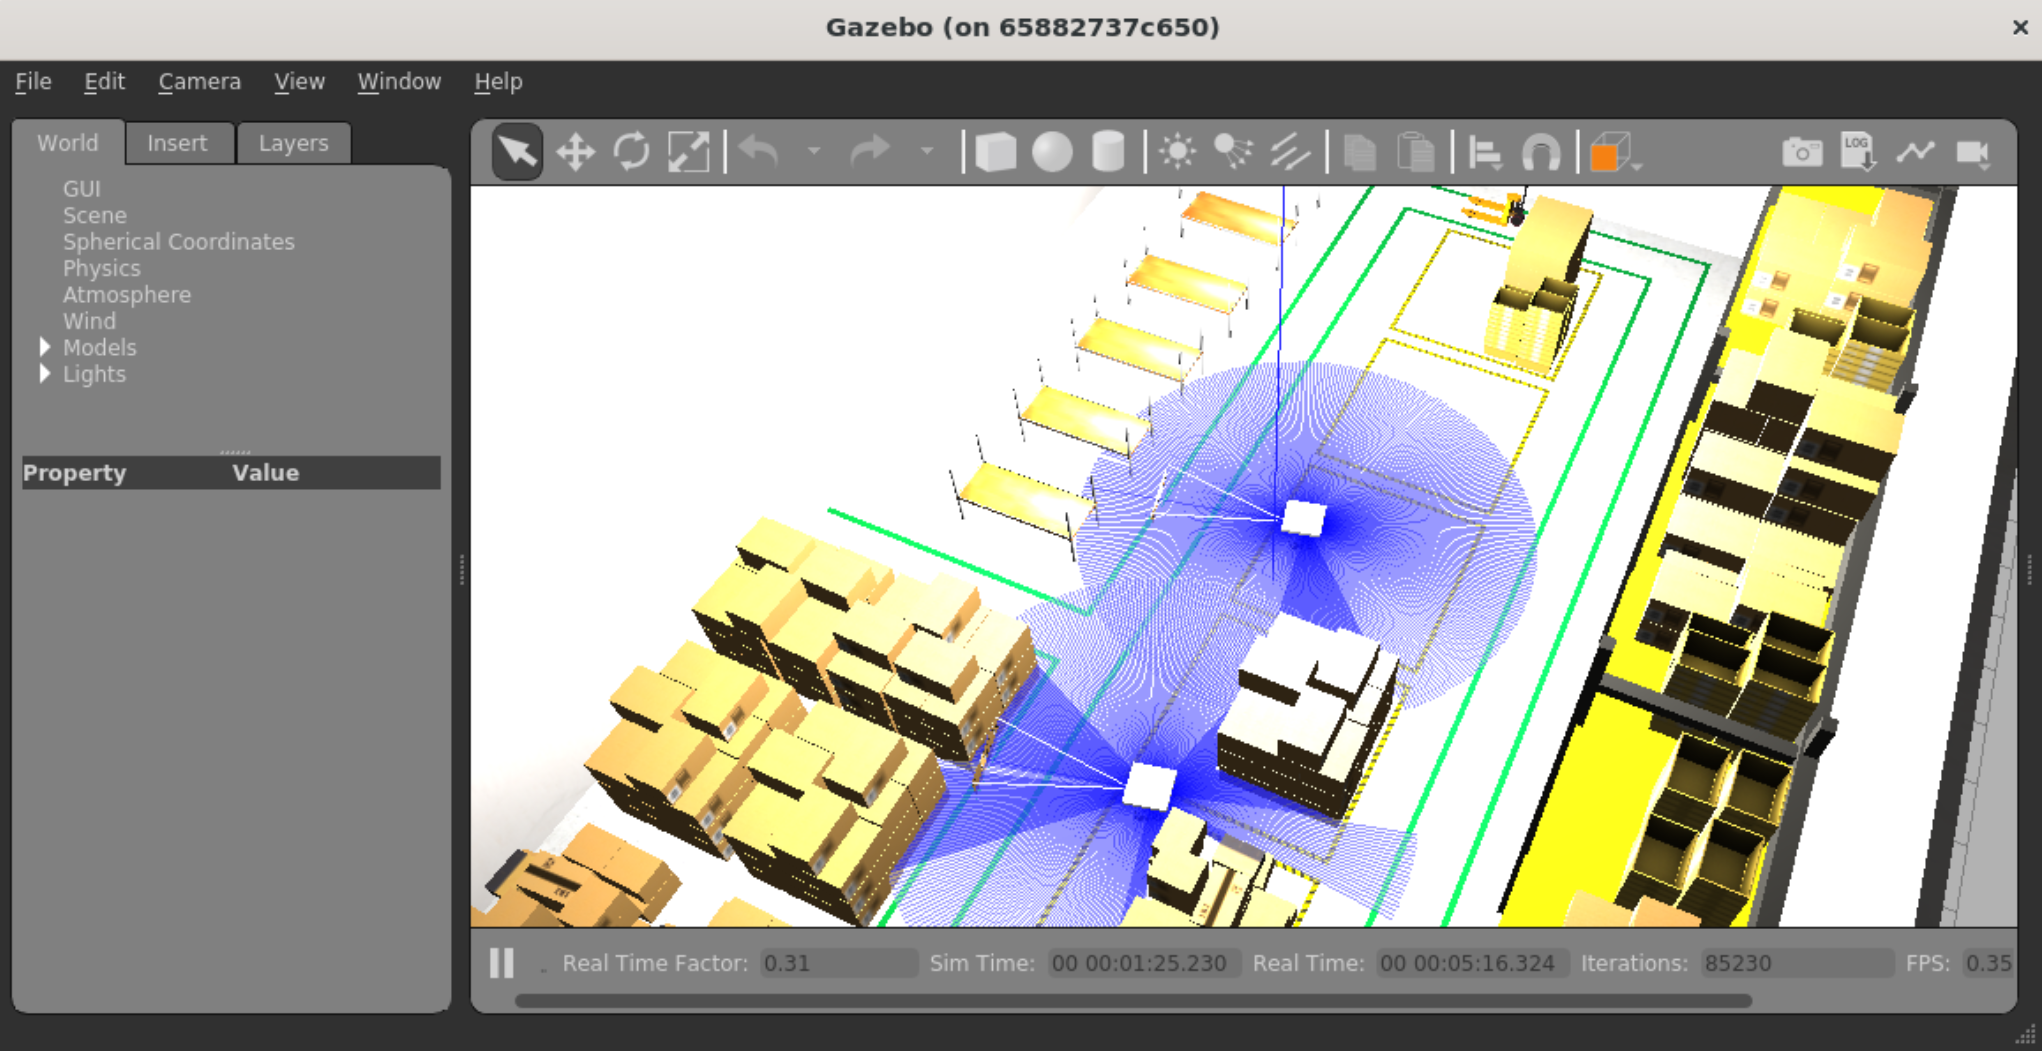 Gazebo (on 65882737c650)
File Edit Camera View Window Help
World Insert Layers
GUI
Scene
Spherical Coordinates
Physics
Atmosphere
Wind
Models
Lights
Property Value
LOG
Real Time Factor: 0.31 Sim Time: 00 00:01:25.230 Real Time: 00 00:05:16.324 Iterations: 85230 FPS: 0.35